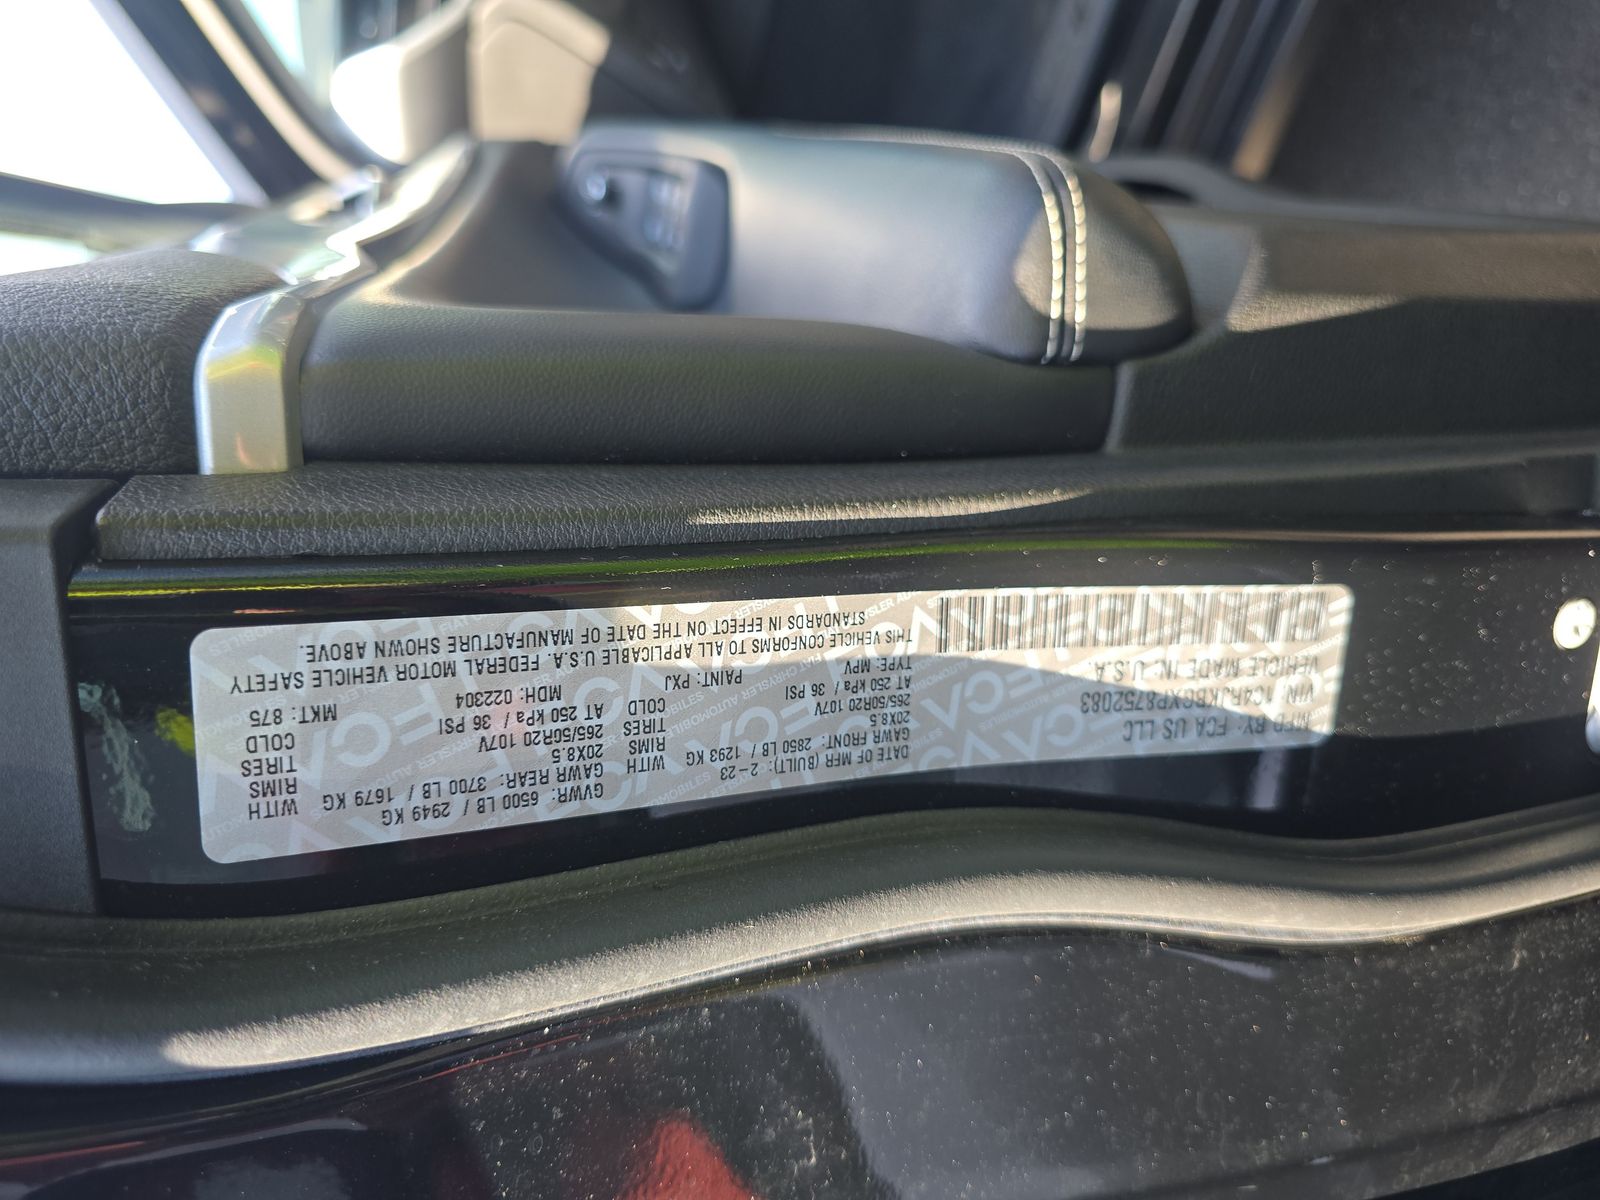 MFD BY: FCA US LLC
DATE OF MFR (BUILT): 2-23
GVWR: 6500 LB / 2949 KG
GAWR FRONT: 2850 LB / 1293 KG WITH
GAWR REAR: 3700 LB / 1679 KG WITH
20X8.5 RIMS
20X8.5 RIMS
265/50R20 107V TIRES
265/50R20 107V TIRES
AT 250 kPa / 36 PSI COLD
AT 250 kPa / 36 PSI COLD
VIN: 1C4RJKBGXP8752083
TYPE: MPV
PAINT: PXJ
MDH: 022304
MKT: 875
VEHICLE MADE IN: U.S.A.
THIS VEHICLE CONFORMS TO ALL APPLICABLE U.S.A. FEDERAL MOTOR VEHICLE SAFETY
STANDARDS IN EFFECT ON THE DATE OF MANUFACTURE SHOWN ABOVE.